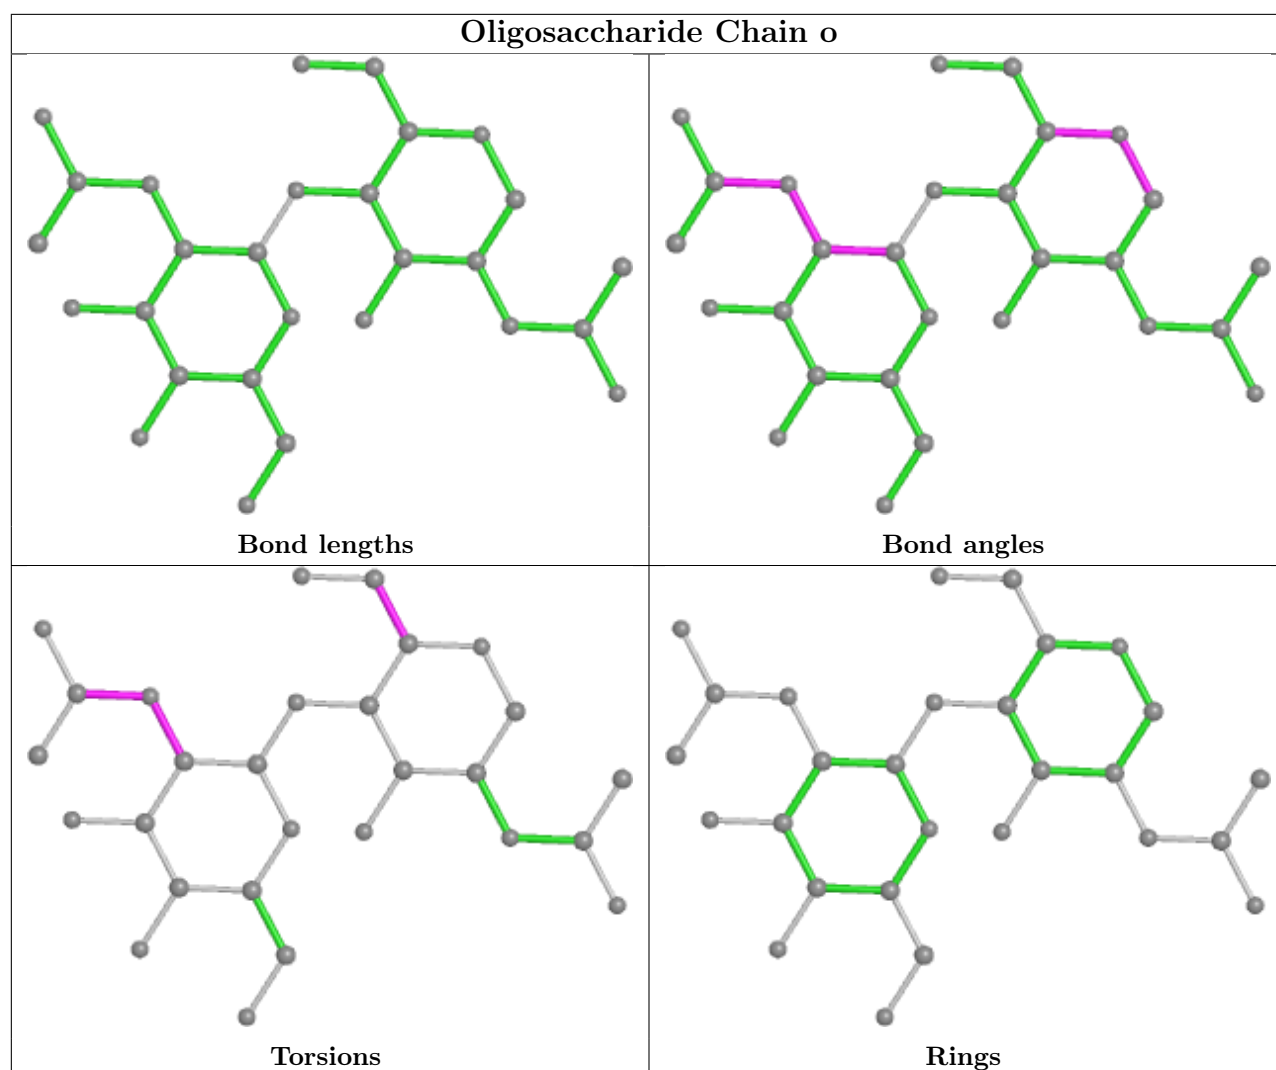 Oligosaccharide Chain o
Bond lengths
Bond angles
Torsions
Rings